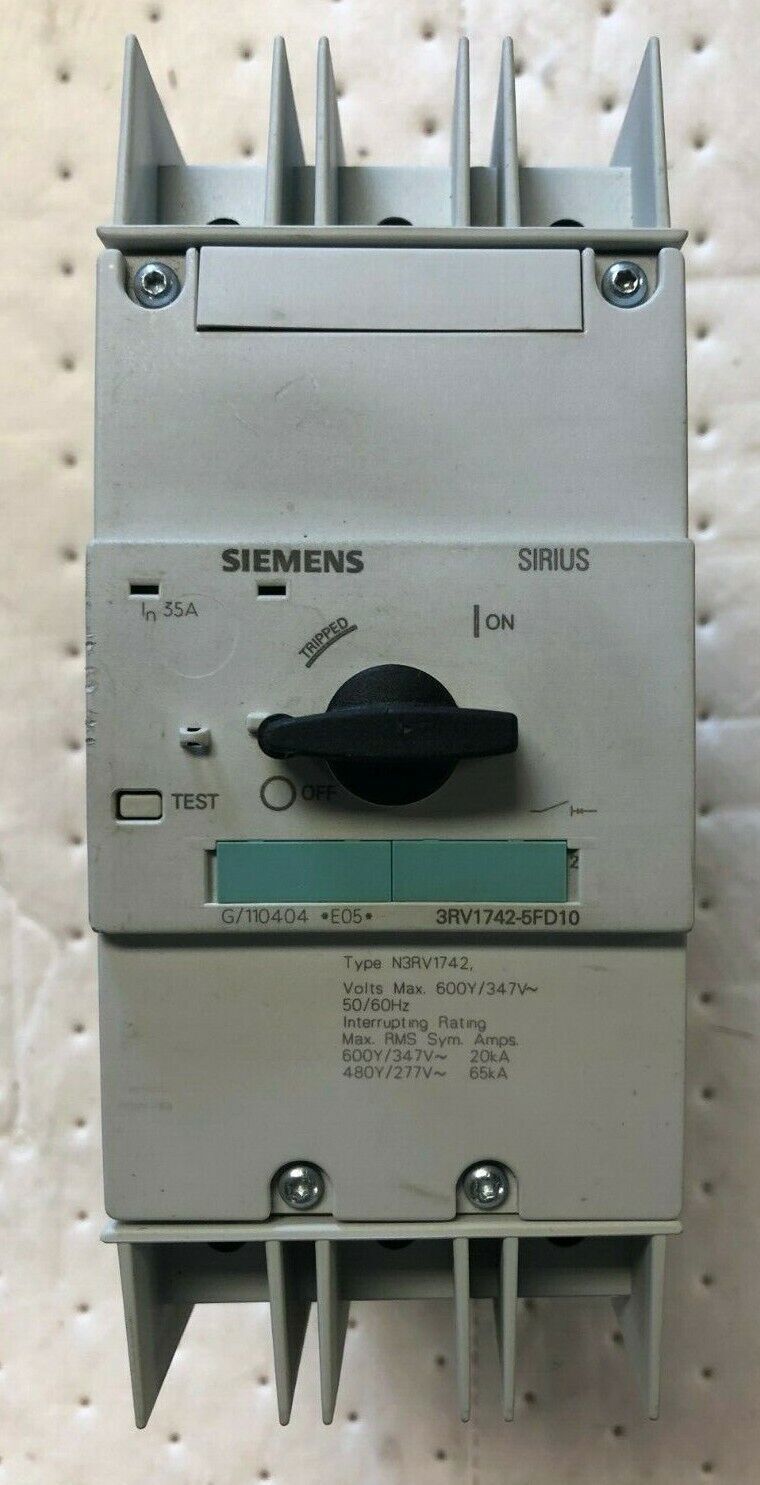 SIEMENS SIRIUS
In 35A
TRIPPED
ON
TEST
OFF
2
G/110404 *E05* 3RV1742-5FD10
Type N3RV1742,
Volts Max. 600Y/347V~
50/60Hz
Interrupting Rating
Max. RMS Sym. Amps.
600Y/347V~ 20kA
480Y/277V~ 65kA